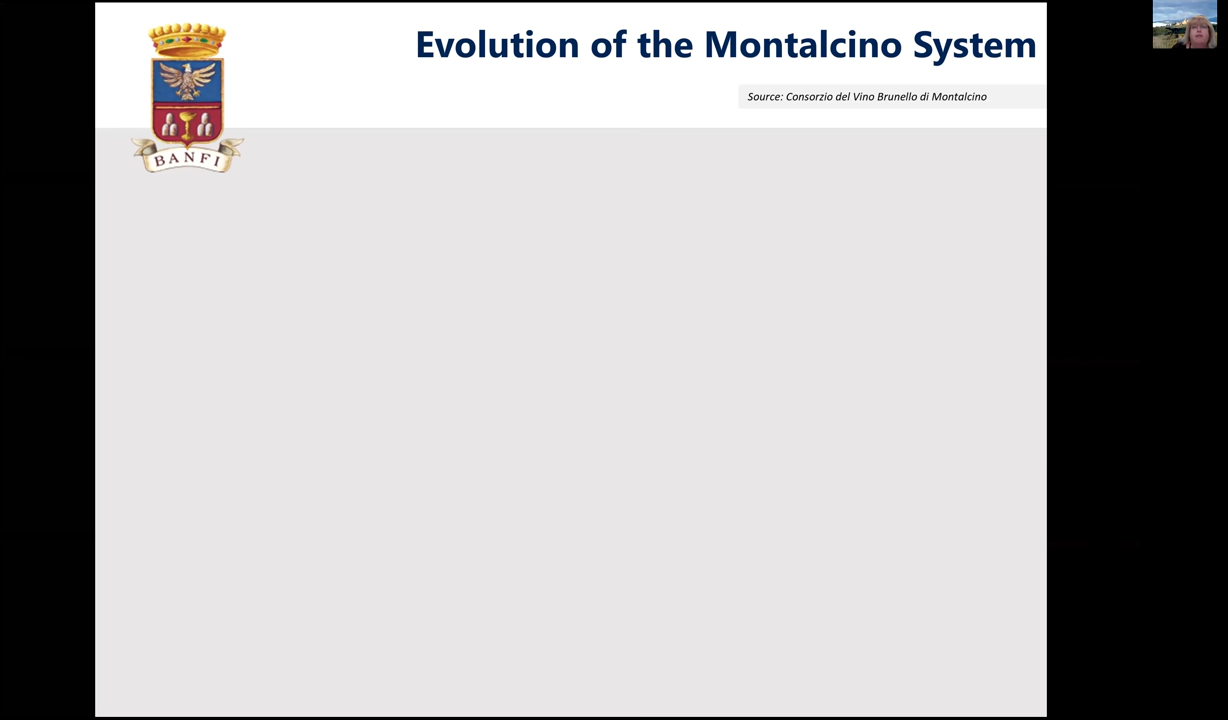 Evolution of the Montalcino System
Source: Consorzio del Vino Brunello di Montalcino
BANFI